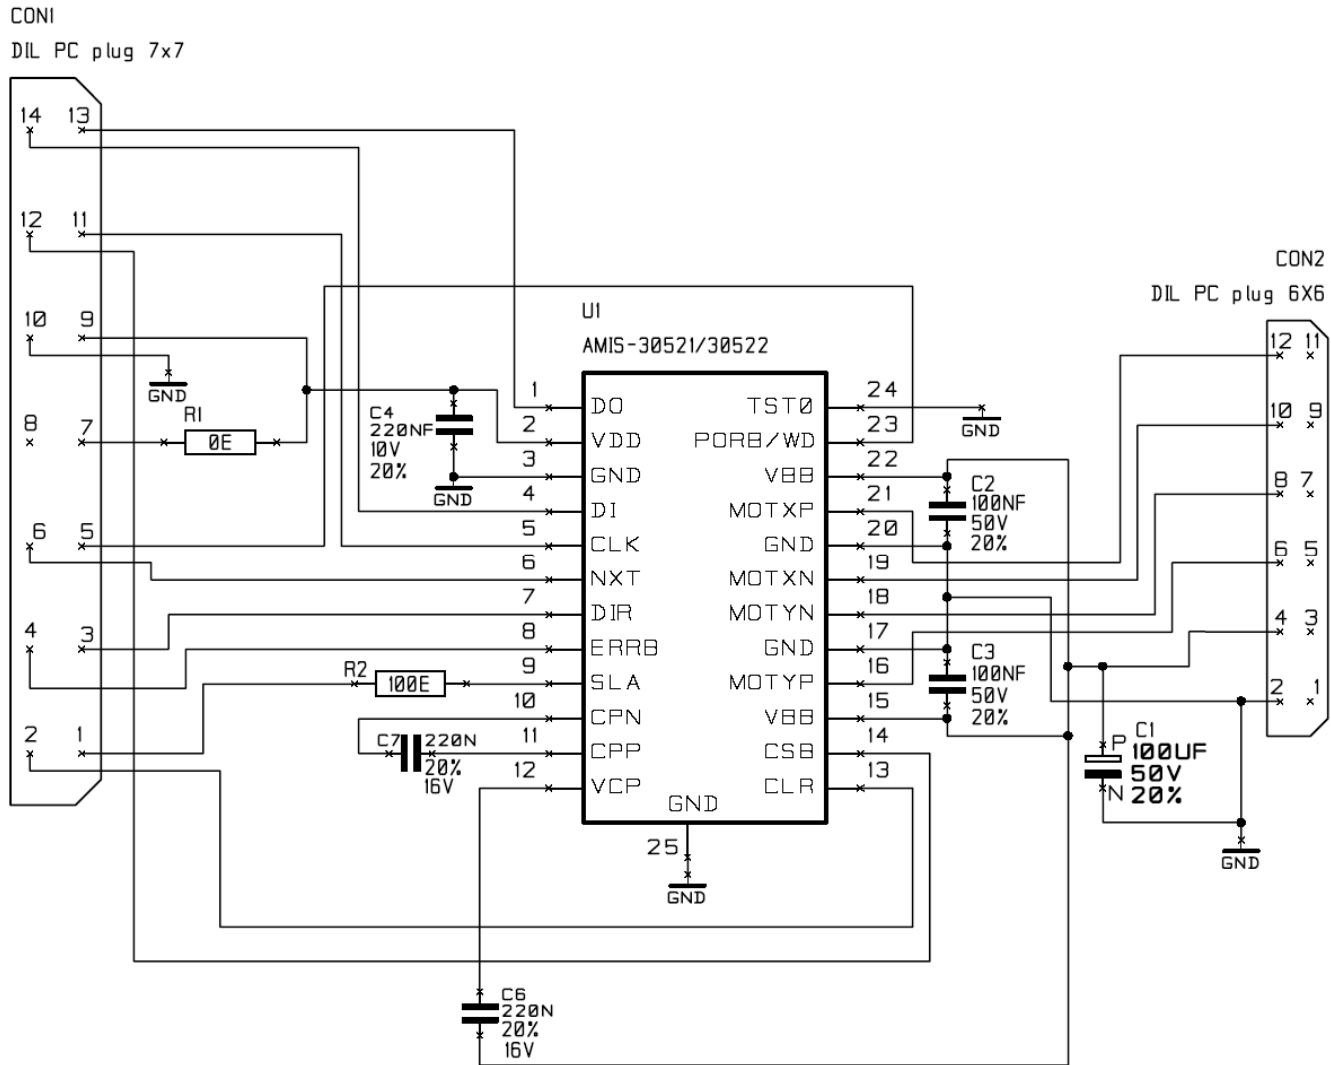 CON1
DIL PC plug 7x7
14 13
12 11
10 9
GND
8 7
R1
0E
6 5
4 3
2 1
C4
220NF
10V
20%
GND
R2
100E
C7
220N
20%
16V
U1
AMIS-30521/30522
1 DO
2 VDD
3 GND
4 DI
5 CLK
6 NXT
7 DIR
8 ERRB
9 SLA
10 CPN
11 CPP
12 VCP
TST0 24
PORB/WD 23
VBB 22
MOTXP 21
GND 20
MOTXN 19
MOTYN 18
GND 17
MOTYP 16
VBB 15
CSB 14
CLR 13
GND
25
GND
GND
C2
100NF
50V
20%
C3
100NF
50V
20%
C6
220N
20%
16V
CON2
DIL PC plug 6X6
12 11
10 9
8 7
6 5
4 3
2 1
C1
P
100UF
50V
N 20%
GND